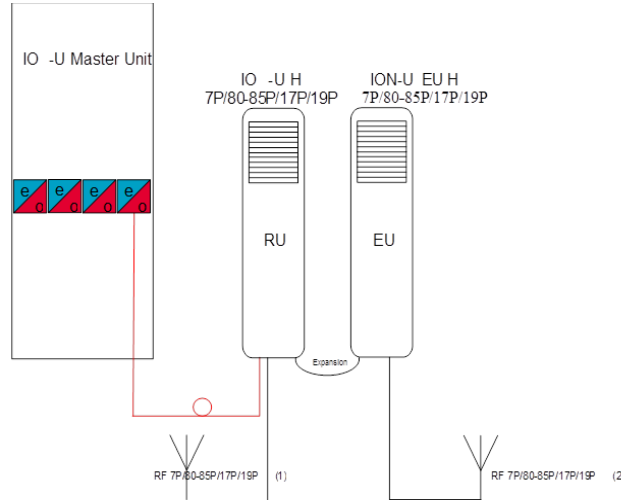 IO -U Master Unit
IO -U H
7P/80-85P/17P/19P
ION-U EU H
7P/80-85P/17P/19P
e o e o e o e o
RU
EU
Expansion
RF 7P/80-85P/17P/19P (1)
RF 7P/80-85P/17P/19P (2